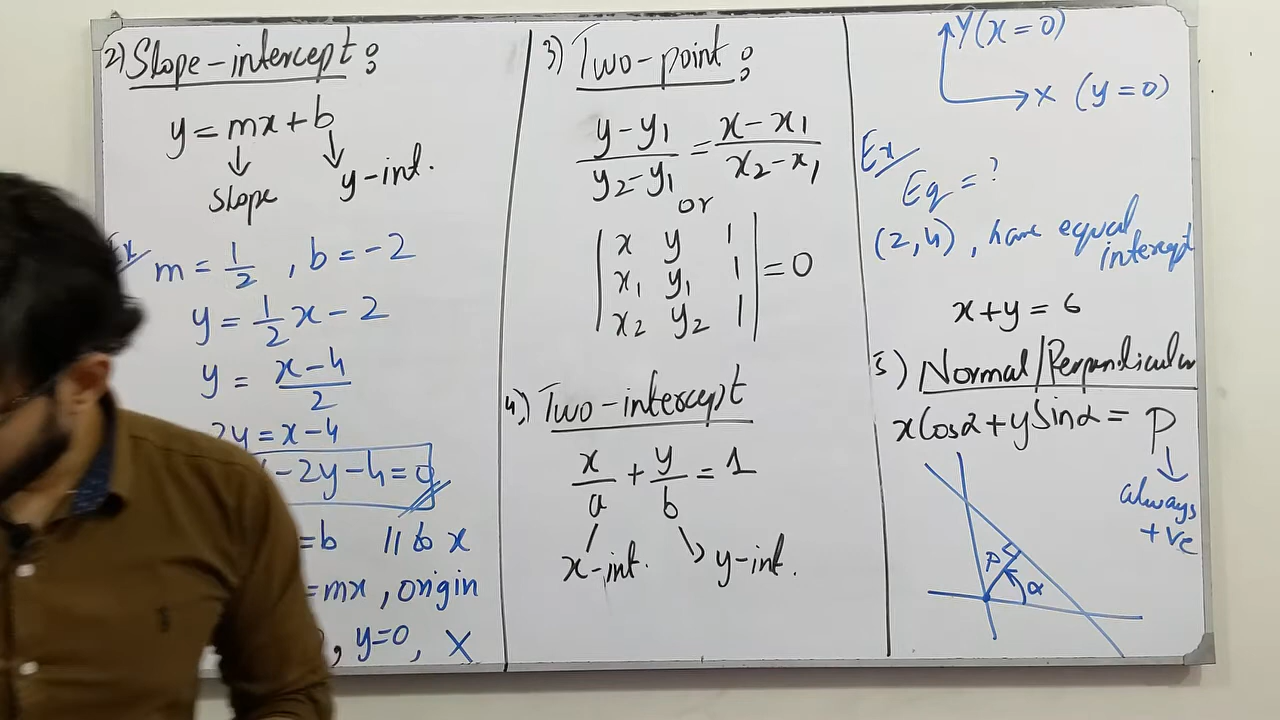 2) Slope-intercept :
y = mx + b
slope
y-int.
Ex
m = 1/2 , b = -2
y = 1/2 x - 2
y = x-4/2
2y = x-4
-2y-4=0
=b // to x
=mx , origin
, y=0, X
3) Two-point :
y-y1/y2-y1 = x-x1/x2-x1
or
| x y 1 |
| x1 y1 1 | = 0
| x2 y2 1 |
4) Two-intercept
x/a + y/b = 1
x-int. y-int.
Y (x=0)
X (y=0)
Ex
Eq = ?
(2,4) , have equal
intercept
x+y = 6
5) Normal/Perpendicular
xCosα + ySinα = P
always
+ve
P
α